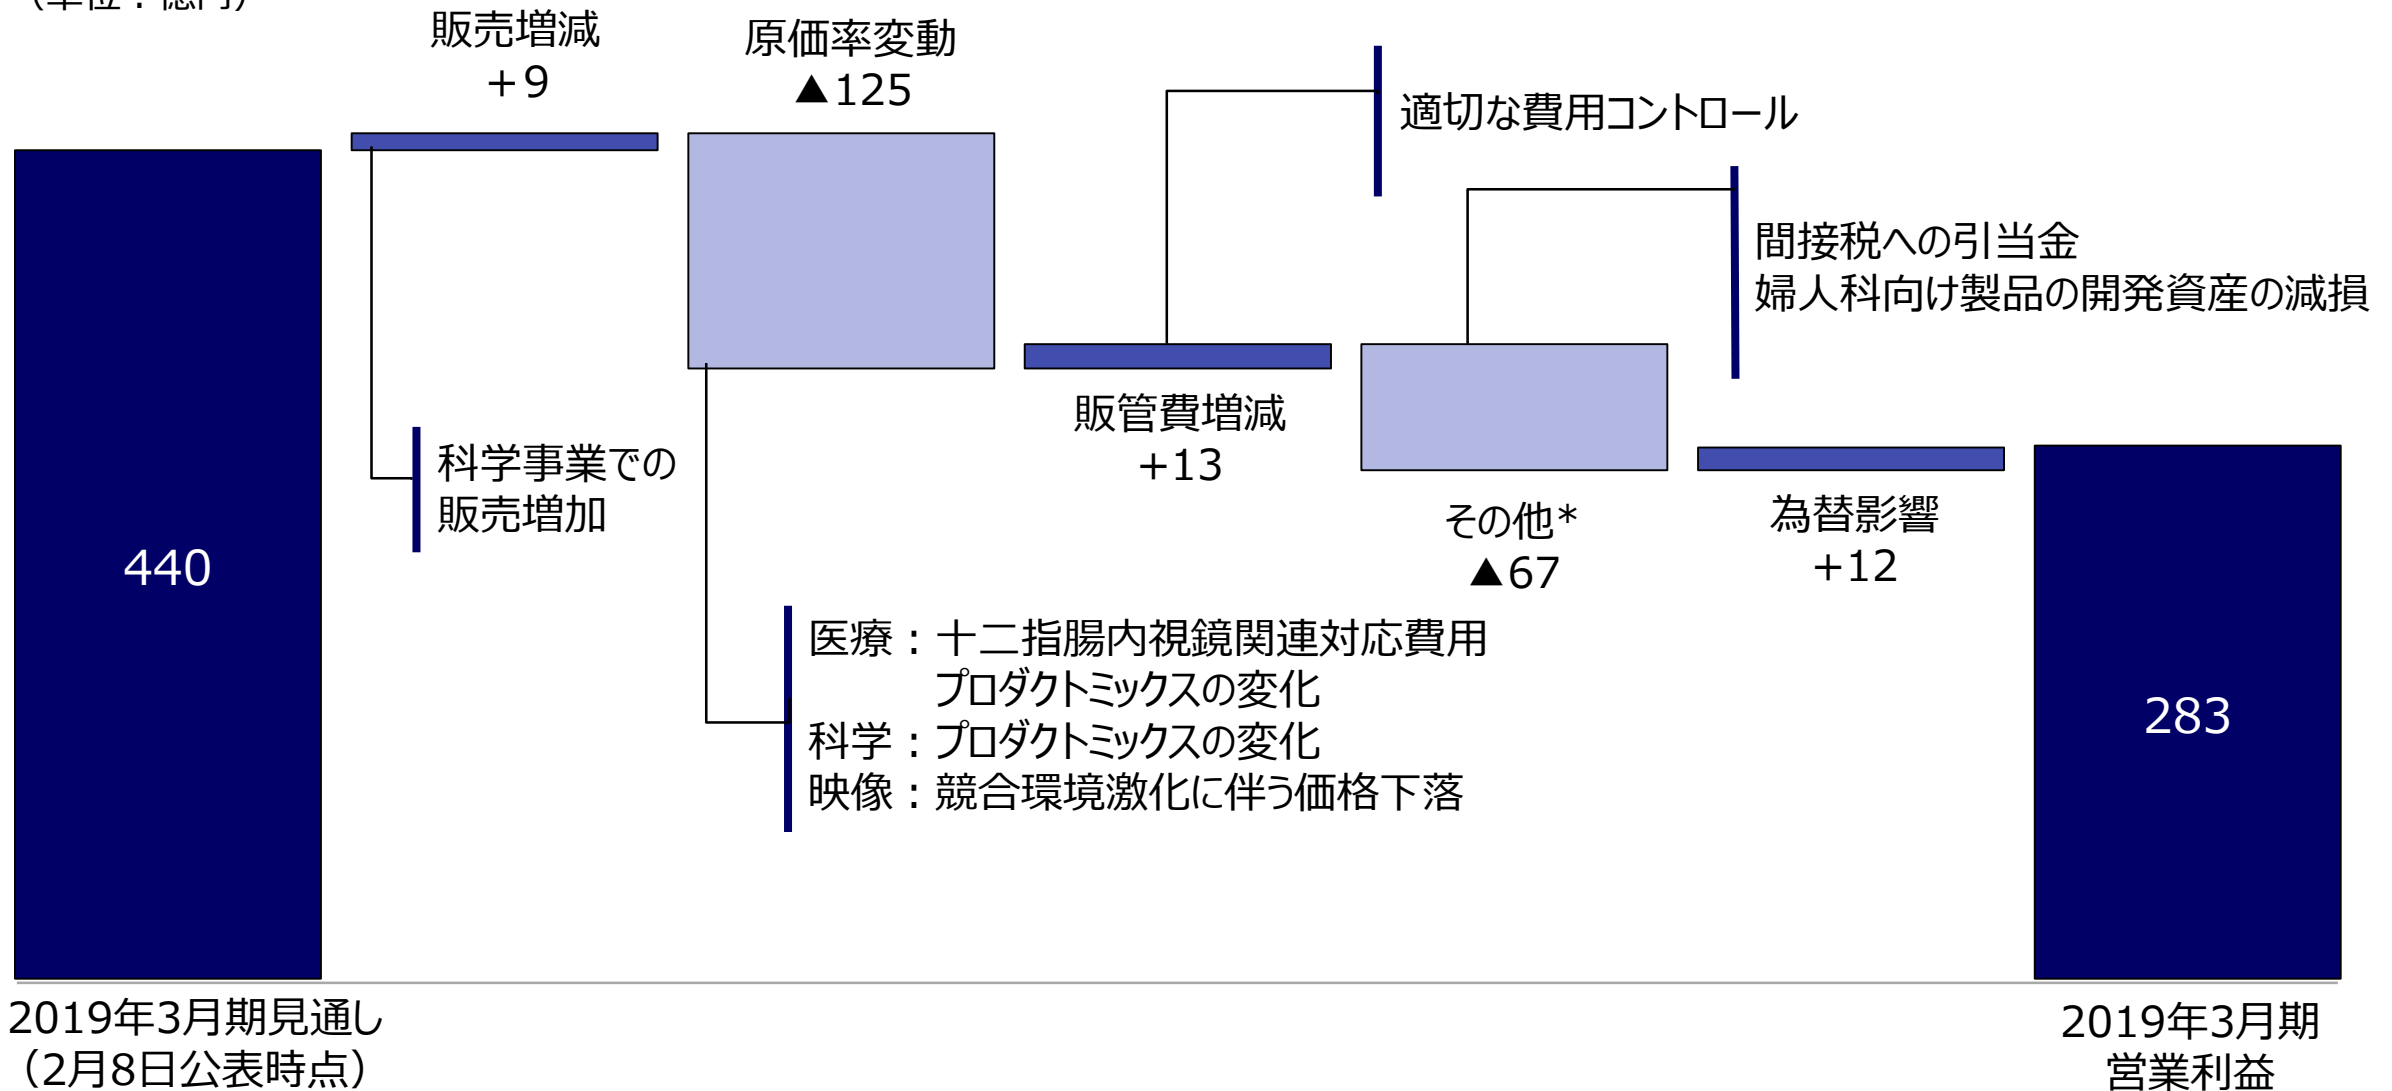 （単位：億円）
販売増減
＋9
原価率変動
▲125
適切な費用コントロール
間接税への引当金
婦人科向け製品の開発資産の減損
販管費増減
+13
科学事業での
販売増加
その他*
▲67
為替影響
+12
440
医療：十二指腸内視鏡関連対応費用
プロダクトミックスの変化
科学：プロダクトミックスの変化
映像：競合環境激化に伴う価格下落
283
2019年3月期見通し
（2月8日公表時点）
2019年3月期
営業利益